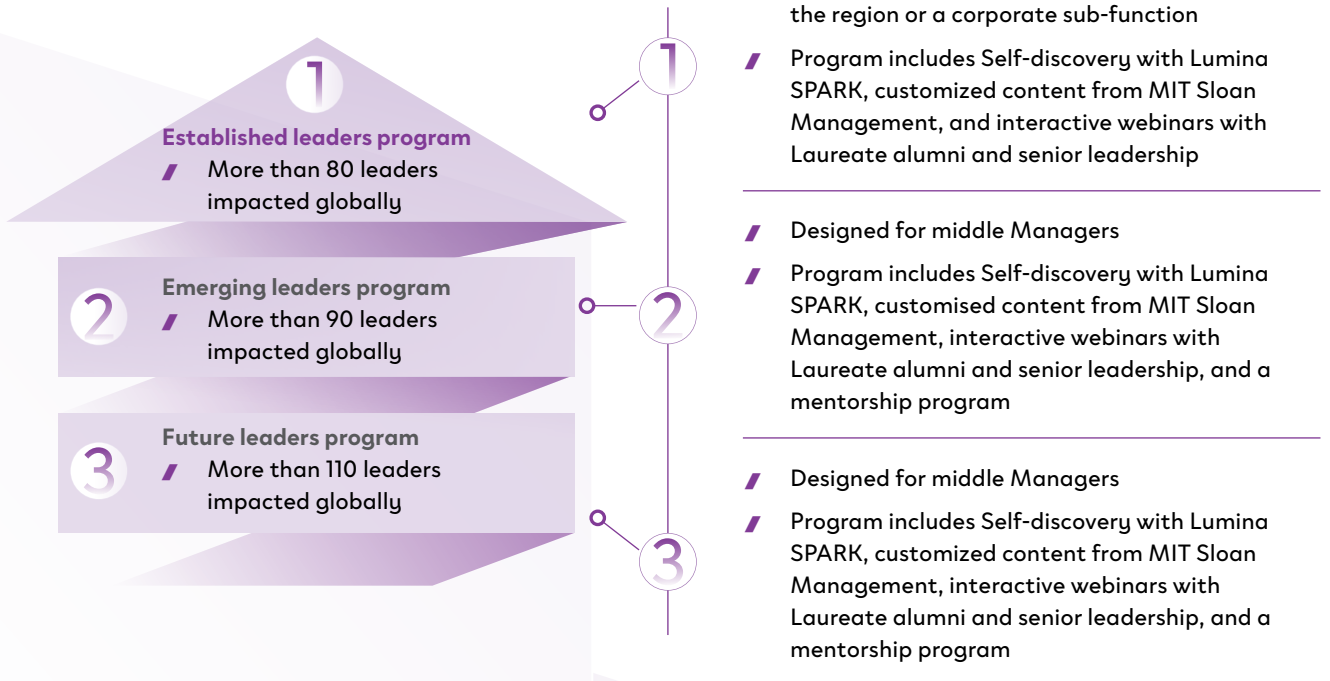 1
Established leaders program
More than 80 leaders
impacted globally
2
Emerging leaders program
More than 90 leaders
impacted globally
3
Future leaders program
More than 110 leaders
impacted globally
the region or a corporate sub-function
1
Program includes Self-discovery with Lumina
SPARK, customized content from MIT Sloan
Management, and interactive webinars with
Laureate alumni and senior leadership
2
Designed for middle Managers
Program includes Self-discovery with Lumina
SPARK, customised content from MIT Sloan
Management, interactive webinars with
Laureate alumni and senior leadership, and a
mentorship program
3
Designed for middle Managers
Program includes Self-discovery with Lumina
SPARK, customized content from MIT Sloan
Management, interactive webinars with
Laureate alumni and senior leadership, and a
mentorship program